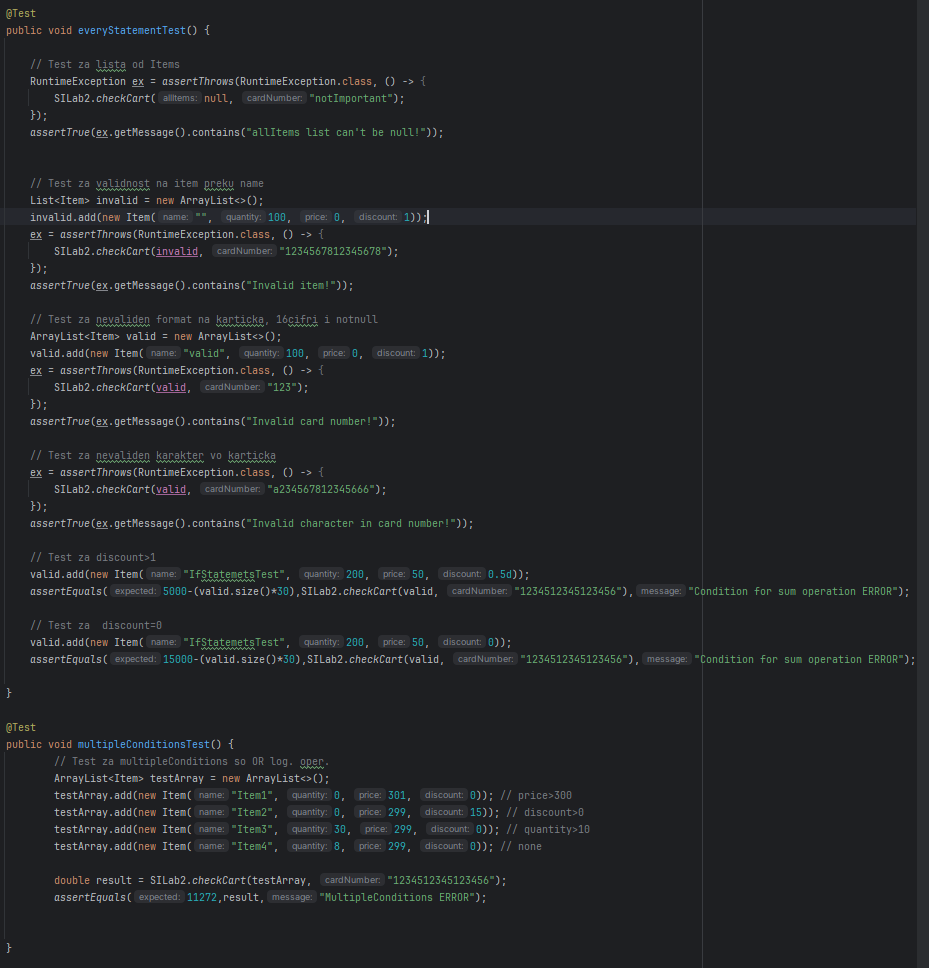 @Test
public void everyStatementTest() {
// Test za lista od Items
RuntimeException ex = assertThrows(RuntimeException.class, () -> {
SILab2.checkCart( allItems: null, cardNumber: "notImportant");
});
assertTrue(ex.getMessage().contains("allItems list can't be null!"));
// Test za validnost na item preku name
List<Item> invalid = new ArrayList<>();
invalid.add(new Item( name: "", quantity: 100, price: 0, discount: 1));
ex = assertThrows(RuntimeException.class, () -> {
SILab2.checkCart(invalid, cardNumber: "1234567812345678");
});
assertTrue(ex.getMessage().contains("Invalid item!"));
// Test za nevaliden format na karticka, 16cifri i notnull
ArrayList<Item> valid = new ArrayList<>();
valid.add(new Item( name: "valid", quantity: 100, price: 0, discount: 1));
ex = assertThrows(RuntimeException.class, () -> {
SILab2.checkCart(valid, cardNumber: "123");
});
assertTrue(ex.getMessage().contains("Invalid card number!"));
// Test za nevaliden karakter vo karticka
ex = assertThrows(RuntimeException.class, () -> {
SILab2.checkCart(valid, cardNumber: "a234567812345666");
});
assertTrue(ex.getMessage().contains("Invalid character in card number!"));
// Test za discount>1
valid.add(new Item( name: "IfStatemetsTest", quantity: 200, price: 50, discount: 0.5d));
assertEquals( expected: 5000-(valid.size()*30),SILab2.checkCart(valid, cardNumber: "1234512345123456"), message: "Condition for sum operation ERROR");
// Test za  discount=0
valid.add(new Item( name: "IfStatemetsTest", quantity: 200, price: 50, discount: 0));
assertEquals( expected: 15000-(valid.size()*30),SILab2.checkCart(valid, cardNumber: "1234512345123456"), message: "Condition for sum operation ERROR");
}
@Test
public void multipleConditionsTest() {
// Test za multipleConditions so OR log. oper.
ArrayList<Item> testArray = new ArrayList<>();
testArray.add(new Item( name: "Item1", quantity: 0, price: 301, discount: 0)); // price>300
testArray.add(new Item( name: "Item2", quantity: 0, price: 299, discount: 15)); // discount>0
testArray.add(new Item( name: "Item3", quantity: 30, price: 299, discount: 0)); // quantity>10
testArray.add(new Item( name: "Item4", quantity: 8, price: 299, discount: 0)); // none
double result = SILab2.checkCart(testArray, cardNumber: "1234512345123456");
assertEquals( expected: 11272,result, message: "MultipleConditions ERROR");
}